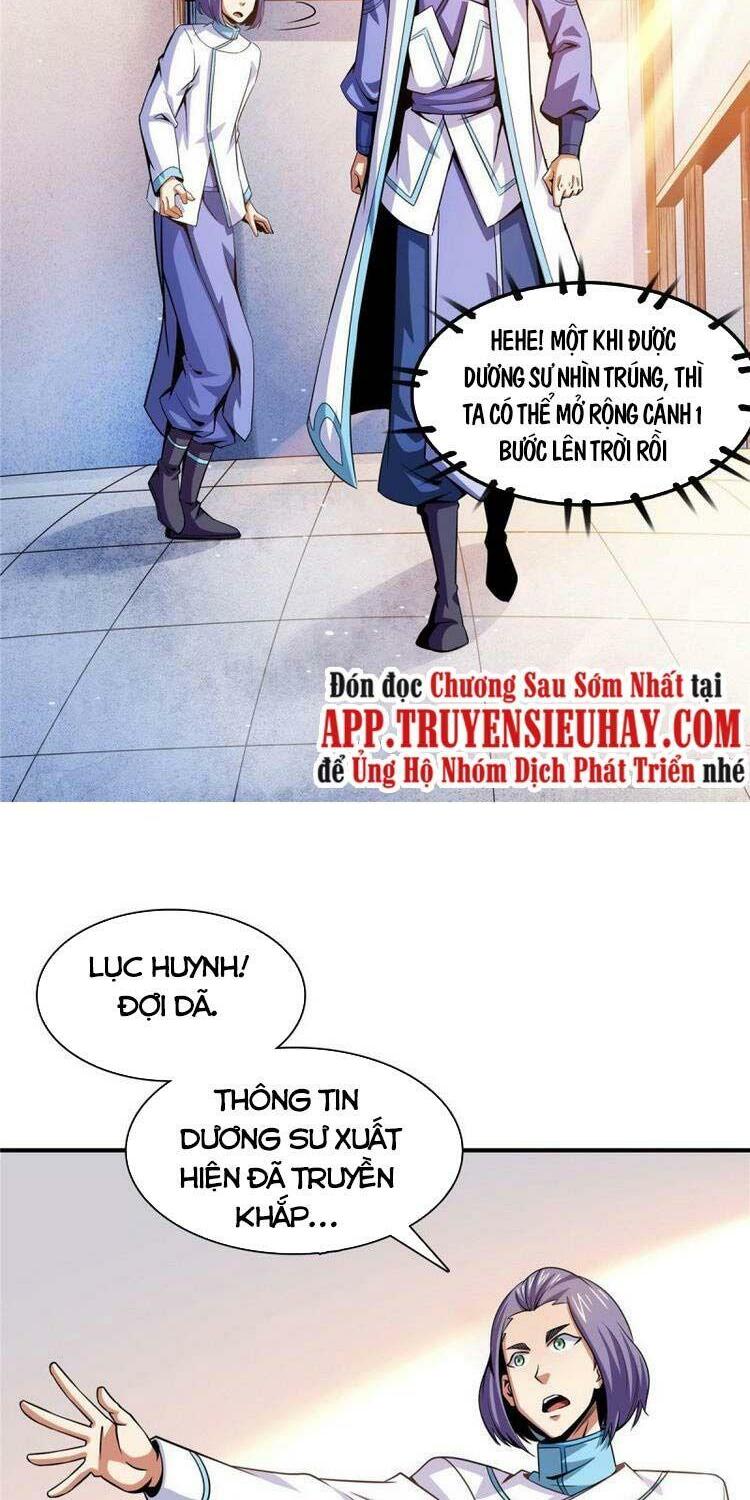 HEHE! MỘT KHI ĐƯỢC
DƯƠNG SƯ NHÌN TRÚNG, THÌ
TA CÓ THỂ MỞ RỘNG CÁNH 1
BƯỚC LÊN TRỜI RỒI
Đón đọc Chương Sau Sớm Nhất tại
APP.TRUYENSIEUHAY.COM
để Ủng Hộ Nhóm Dịch Phát Triển nhé
LỤC HUYNH!
ĐỢI DÃ.
THÔNG TIN
DƯƠNG SƯ XUẤT
HIỆN ĐÃ TRUYỀN
KHẮP...